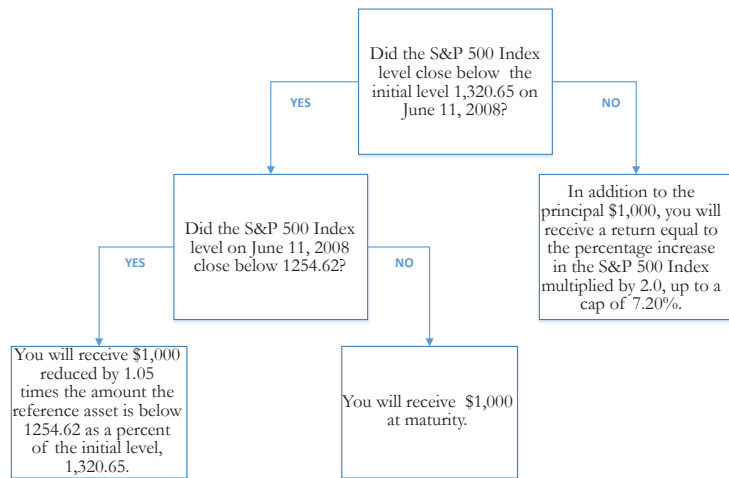 Did the S&P 500 Index
level close below the
initial level 1,320.65 on
June 11, 2008?
YES
NO
Did the S&P 500 Index
level on June 11, 2008
close below 1254.62?
In addition to the
principal $1,000, you will
receive a return equal to
the percentage increase
in the S&P 500 Index
multiplied by 2.0, up to a
cap of 7.20%.
YES
NO
You will receive $1,000
reduced by 1.05
times the amount the
reference asset is below
1254.62 as a percent
of the initial level,
1,320.65.
You will receive $1,000
at maturity.